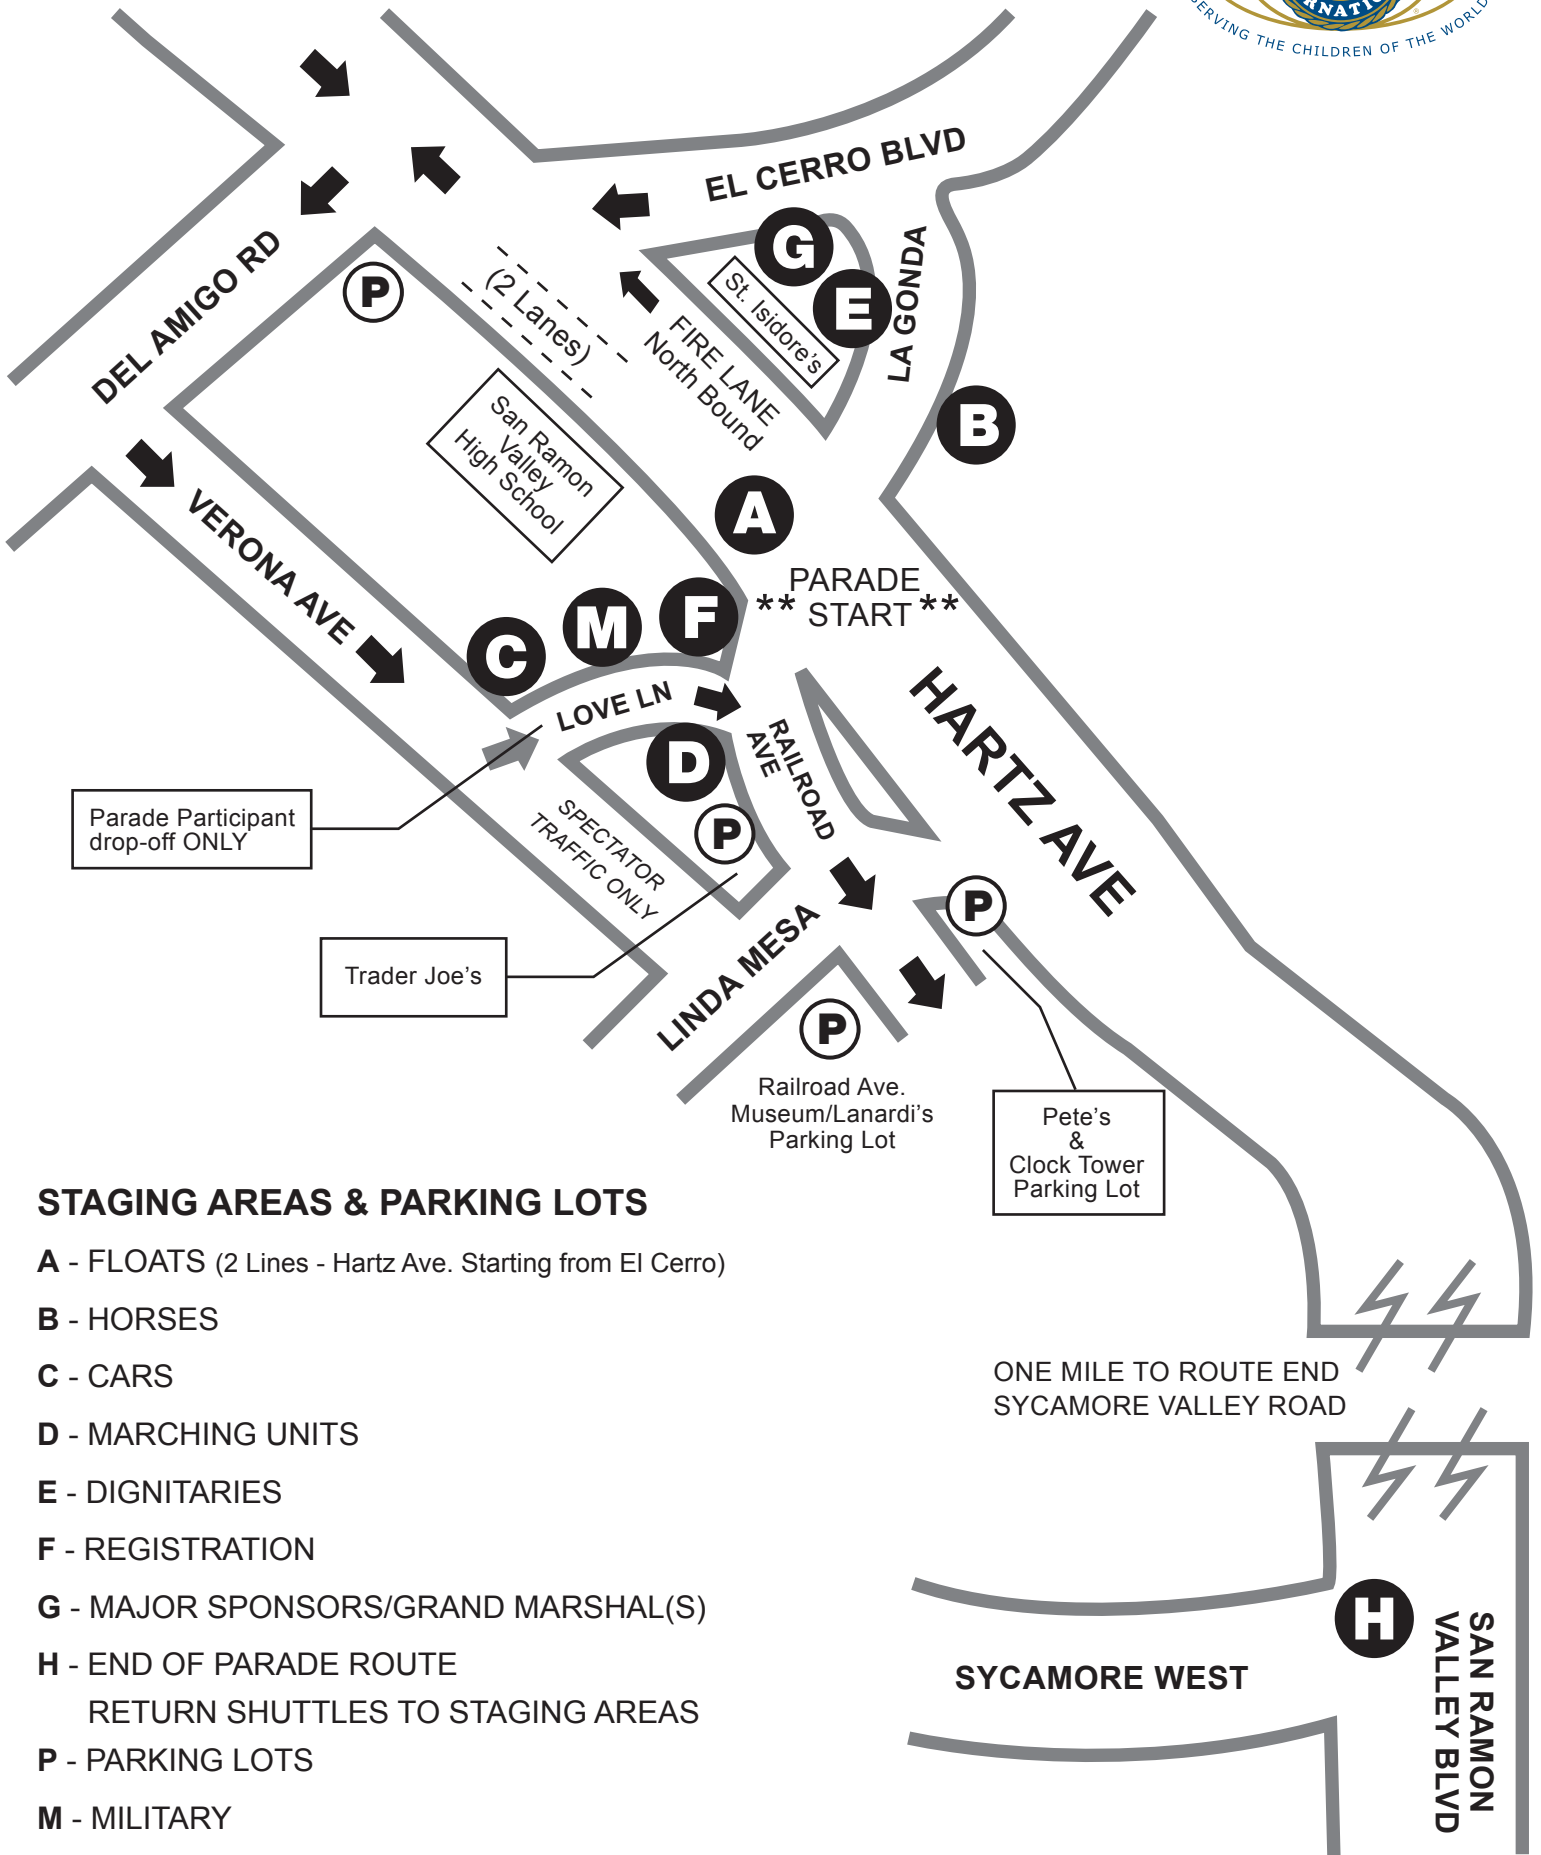 RNATIO
SERVING THE CHILDREN OF THE WORLD
EL CERRO BLVD
DEL AMIGO RD
P
(2 Lanes)
G
E
St. Isidore's
LA GONDA
FIRE LANE
North Bound
B
San Ramon
Valley
High School
A
VERONA AVE
** PARADE START **
C
M
F
LOVE LN
HARTZ AVE
RAILROAD
AVE
D
P
SPECTATOR
TRAFFIC ONLY
Parade Participant
drop-off ONLY
Trader Joe's
LINDA MESA
P
P
Railroad Ave.
Museum/Lanardi's
Parking Lot
Pete's
&
Clock Tower
Parking Lot
STAGING AREAS & PARKING LOTS
A - FLOATS (2 Lines - Hartz Ave. Starting from El Cerro)
B - HORSES
C - CARS
D - MARCHING UNITS
E - DIGNITARIES
F - REGISTRATION
G - MAJOR SPONSORS/GRAND MARSHAL(S)
H - END OF PARADE ROUTE
RETURN SHUTTLES TO STAGING AREAS
P - PARKING LOTS
M - MILITARY
ONE MILE TO ROUTE END
SYCAMORE VALLEY ROAD
H
SYCAMORE WEST
SAN RAMON
VALLEY BLVD